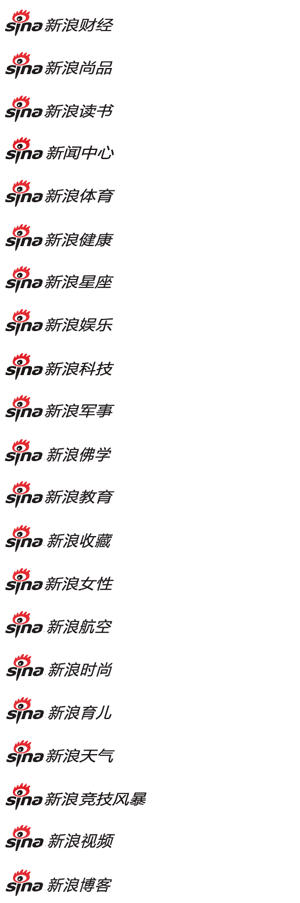 sina 新浪财经
sina 新浪尚品
sina 新浪读书
sina 新闻中心
sina 新浪体育
sina 新浪健康
sina 新浪星座
sina 新浪娱乐
sina 新浪科技
sina 新浪军事
sina 新浪佛学
sina 新浪教育
sina 新浪收藏
sina 新浪女性
sina 新浪航空
sina 新浪时尚
sina 新浪育儿
sina 新浪天气
sina 新浪竞技风暴
sina 新浪视频
sina 新浪博客